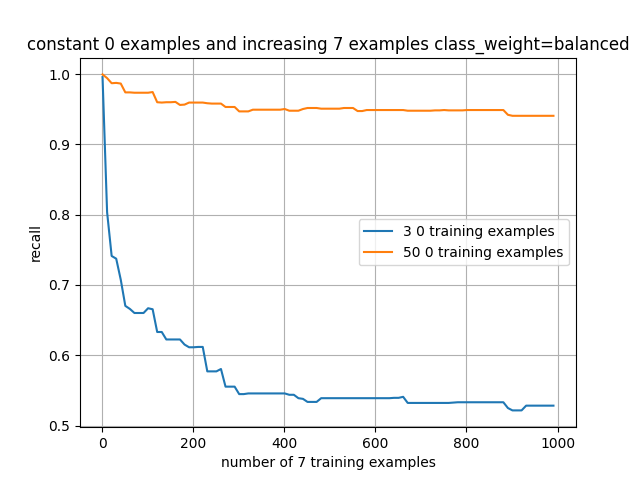 constant 0 examples and increasing 7 examples class_weight=balanced
1.0
0.9
0.8
0.7
0.6
0.5
recall
3 0 training examples
50 0 training examples
0 200 400 600 800 1000
number of 7 training examples